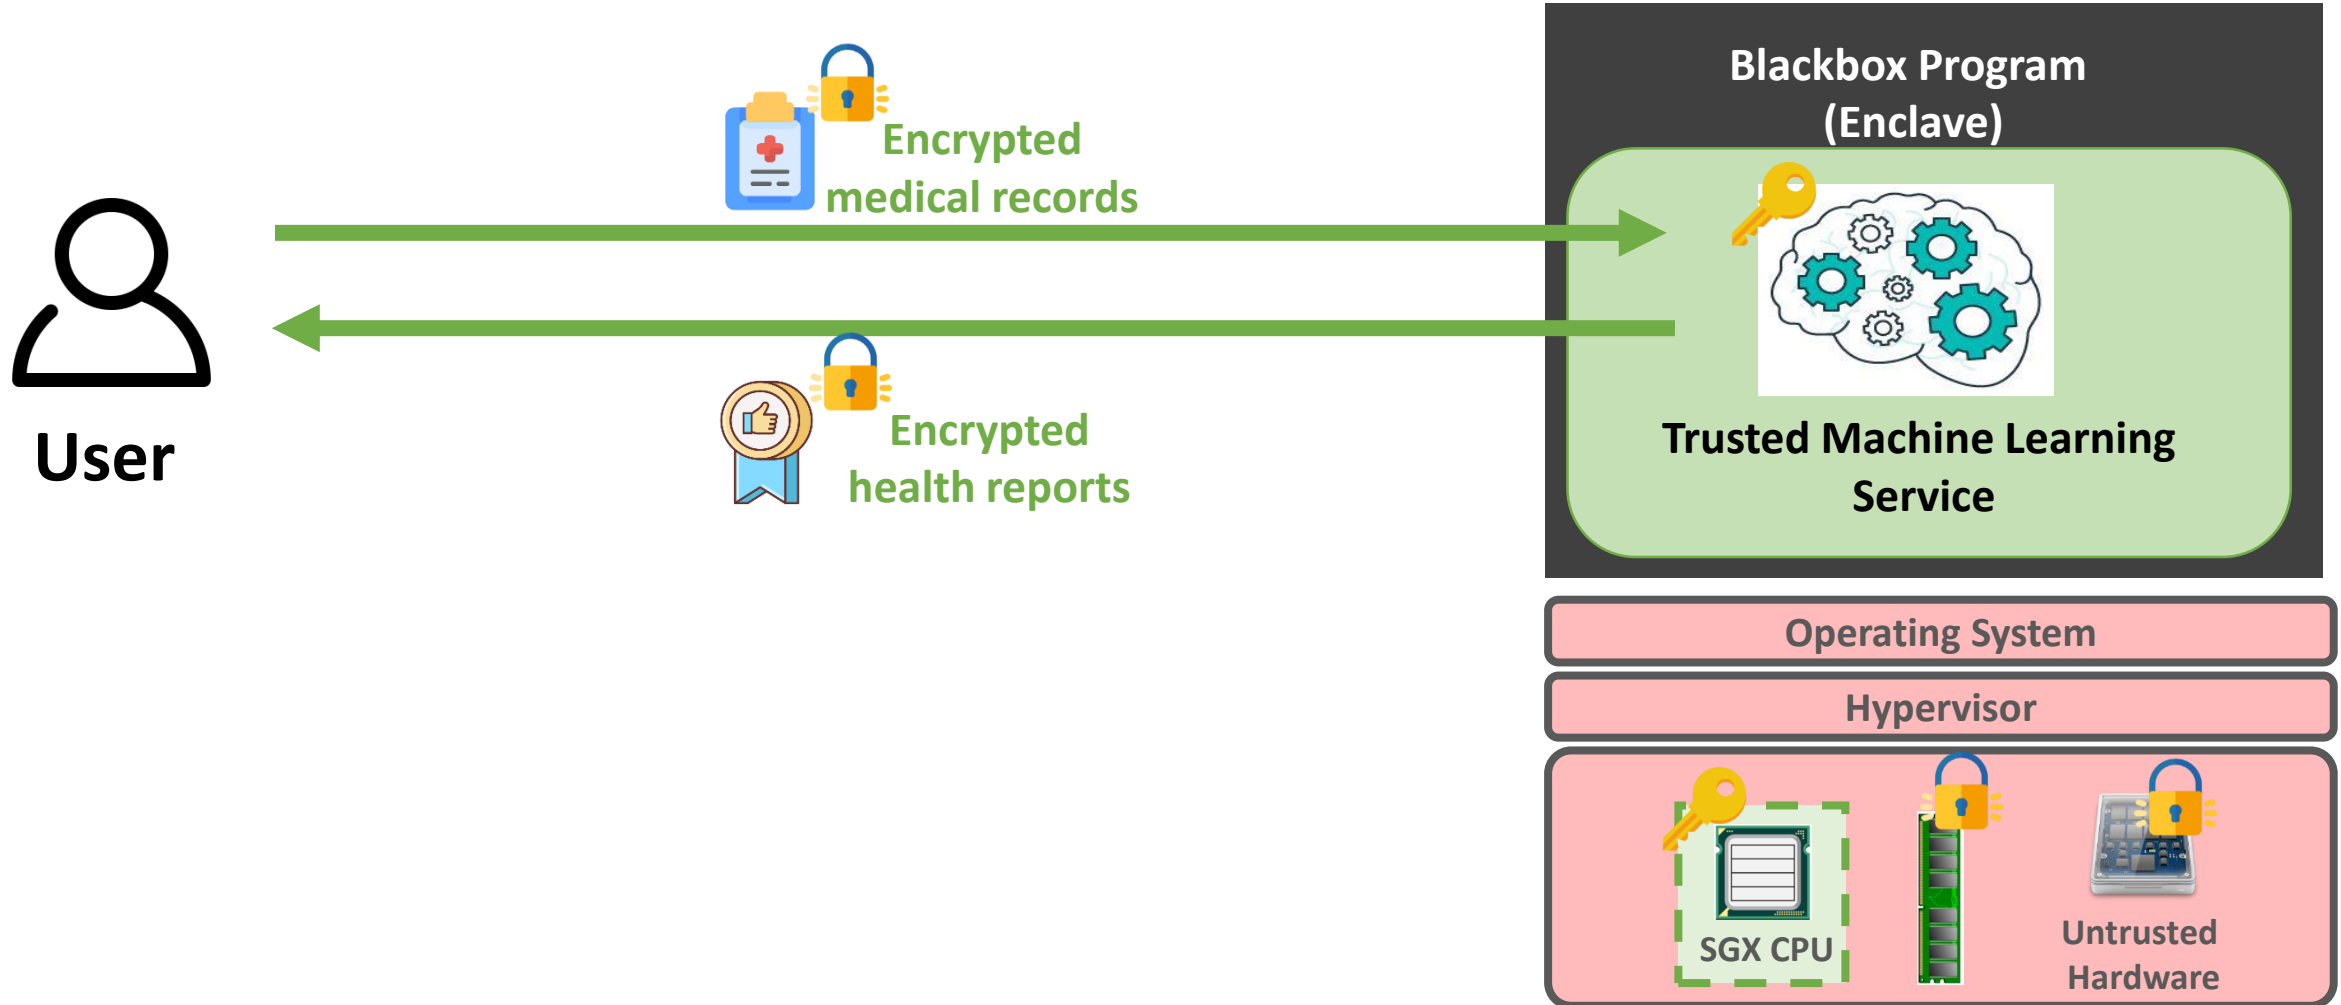 Blackbox Program
(Enclave)
Encrypted
medical records
User
Encrypted
health reports
Trusted Machine Learning
Service
Operating System
Hypervisor
SGX CPU
Untrusted
Hardware